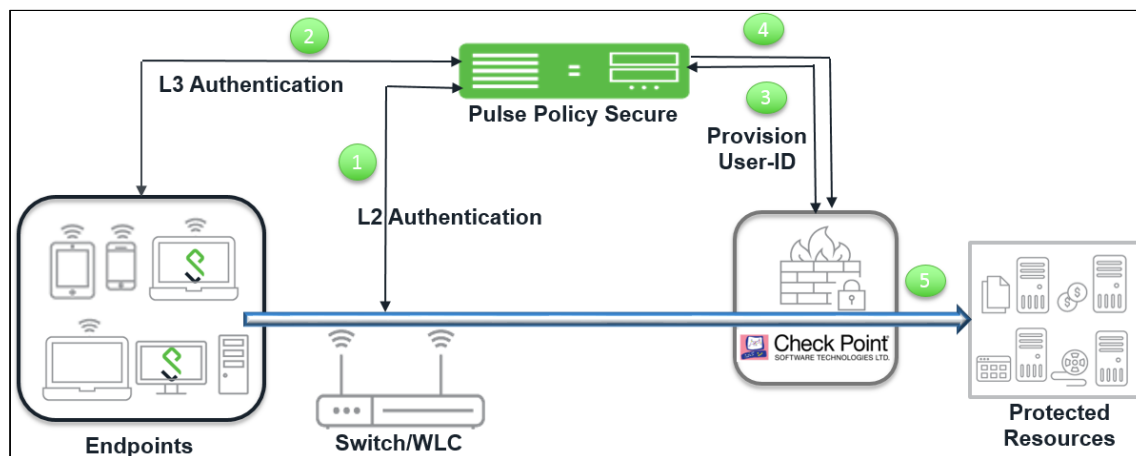 2
4
L3 Authentication
Pulse Policy Secure
3
Provision
User-ID
1
L2 Authentication
5
Check Point
SOFTWARE TECHNOLOGIES LTD.
Endpoints
Switch/WLC
Protected
Resources